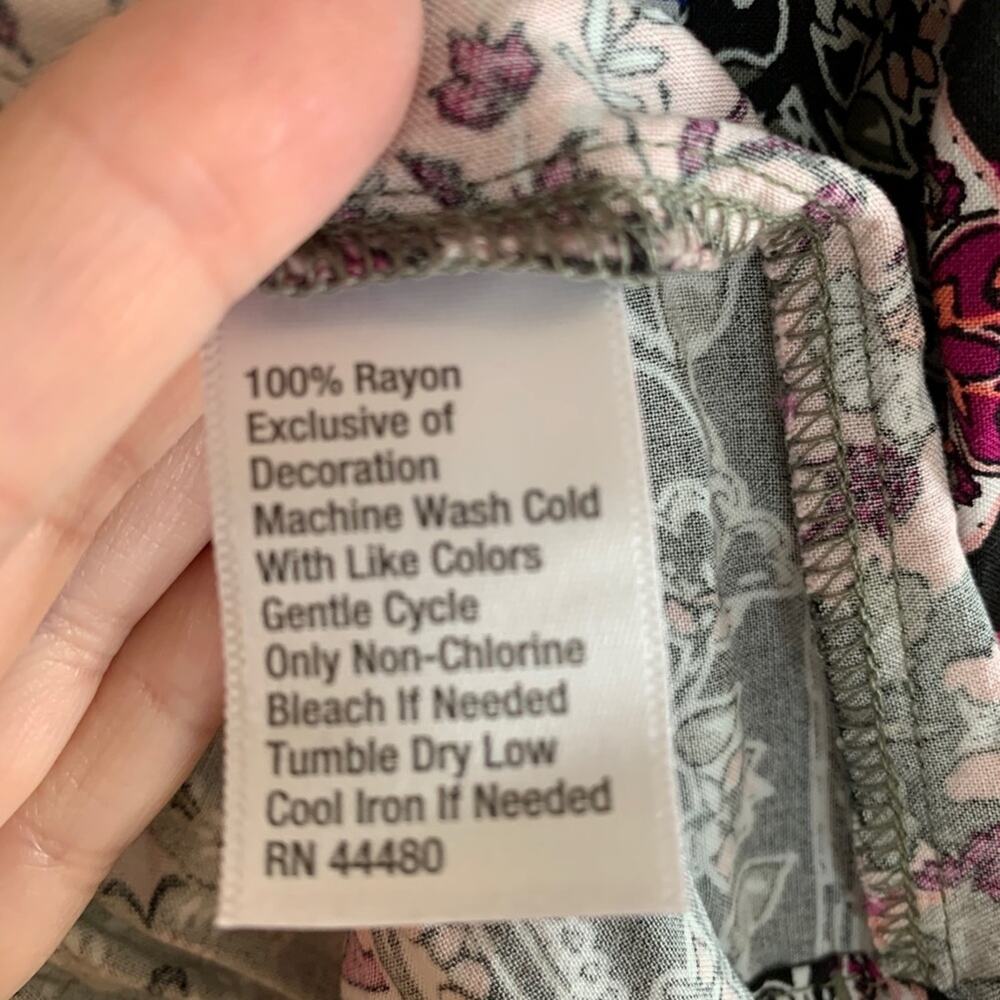 100% Rayon
Exclusive of
Decoration
Machine Wash Cold
With Like Colors
Gentle Cycle
Only Non-Chlorine
Bleach If Needed
Tumble Dry Low
Cool Iron If Needed
RN 44480